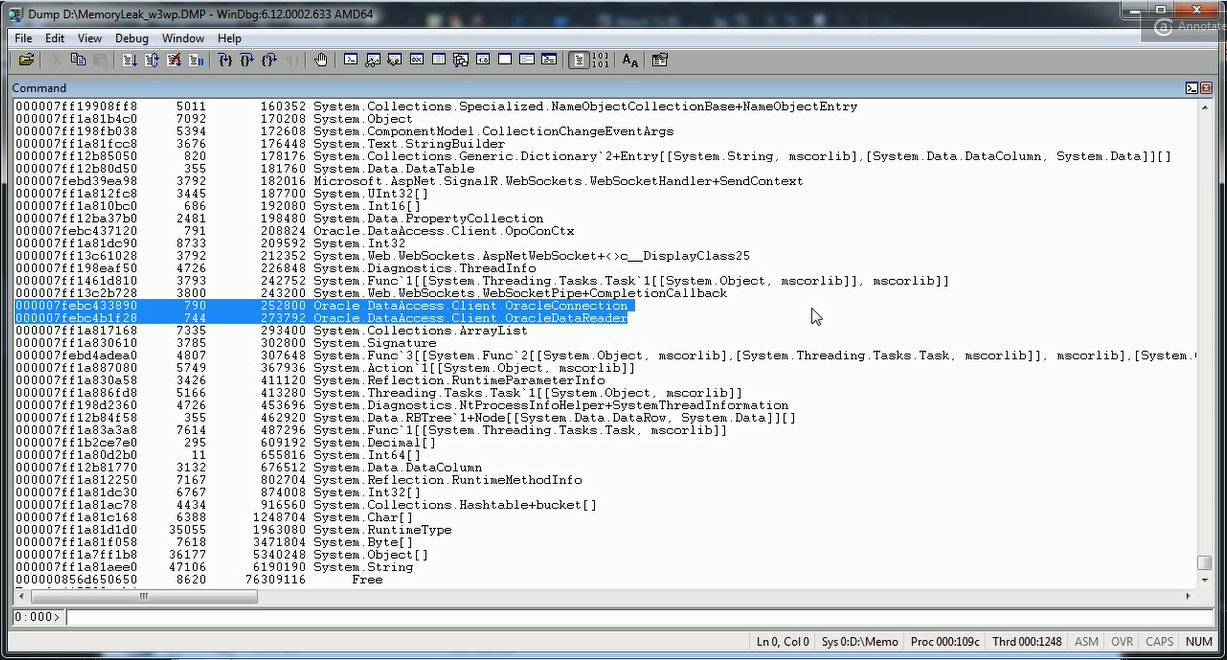 Dump D:\MemoryLeak_w3wp.DMP - WinDbg:6.12.0002.633 AMD64
Annotate
File Edit View Debug Window Help
Command
000007ff19908ff8 5011 160352 System.Collections.Specialized.NameObjectCollectionBase+NameObjectEntry
000007ff1a81b4c0 7092 170208 System.Object
000007ff198fb038 5394 172608 System.ComponentModel.CollectionChangeEventArgs
000007ff1a81fcc8 3676 176448 System.Text.StringBuilder
000007ff12b85050 820 178176 System.Collections.Generic.Dictionary`2+Entry[[System.String, mscorlib],[System.Data.DataColumn, System.Data]][]
000007ff12b80d50 355 181760 System.Data.DataTable
000007febd39ea98 3792 182016 Microsoft.AspNet.SignalR.WebSockets.WebSocketHandler+SendContext
000007ff1a812fc8 3445 187700 System.UInt32[]
000007ff1a810bc0 686 192080 System.Int16[]
000007ff12ba37b0 2481 198480 System.Data.PropertyCollection
000007febc437120 791 208824 Oracle.DataAccess.Client.OpoConCtx
000007ff1a81dc90 8733 209592 System.Int32
000007ff13c61028 3792 212352 System.Web.WebSockets.AspNetWebSocket+<>c__DisplayClass25
000007ff198eaf50 4726 226848 System.Diagnostics.ThreadInfo
000007ff1461d810 3793 242752 System.Func`1[[System.Threading.Tasks.Task`1[[System.Object, mscorlib]], mscorlib]]
000007ff13c2b728 3800 243200 System.Web.WebSockets.WebSocketPipe+CompletionCallback
000007febc433890 790 252800 Oracle.DataAccess.Client.OracleConnection
000007febc4b1f28 744 273792 Oracle.DataAccess.Client.OracleDataReader
000007ff1a817168 7335 293400 System.Collections.ArrayList
000007ff1a830610 3785 302800 System.Signature
000007febd4adea0 4807 307648 System.Func`3[[System.Func`2[[System.Object, mscorlib],[System.Threading.Tasks.Task, mscorlib]], mscorlib],[System.
000007ff1a887080 5749 367936 System.Action`1[[System.Object, mscorlib]]
000007ff1a830a58 3426 411120 System.Reflection.RuntimeParameterInfo
000007ff1a886fd8 5166 413280 System.Threading.Tasks.Task`1[[System.Object, mscorlib]]
000007ff198d2360 4726 453696 System.Diagnostics.NtProcessInfoHelper+SystemThreadInformation
000007ff12b84f58 355 462920 System.Data.RBTree`1+Node[[System.Data.DataRow, System.Data]][]
000007ff1a83a3a8 7614 487296 System.Func`1[[System.Threading.Tasks.Task, mscorlib]]
000007ff1b2ce7e0 295 609192 System.Decimal[]
000007ff1a80d2b0 11 655816 System.Int64[]
000007ff12b81770 3132 676512 System.Data.DataColumn
000007ff1a812250 7167 802704 System.Reflection.RuntimeMethodInfo
000007ff1a81dc30 6767 874008 System.Int32[]
000007ff1a81ac78 4434 916560 System.Collections.Hashtable+bucket[]
000007ff1a81c168 6388 1248704 System.Char[]
000007ff1a81d1d0 35055 1963080 System.RuntimeType
000007ff1a81f058 7618 3471804 System.Byte[]
000007ff1a7ff1b8 36177 5340248 System.Object[]
000007ff1a81aee0 47106 6190190 System.String
000000856d650650 8620 76309116 Free
0:000>
Ln 0, Col 0 Sys 0:D:\Memo Proc 000:109c Thrd 000:1248 ASM OVR CAPS NUM